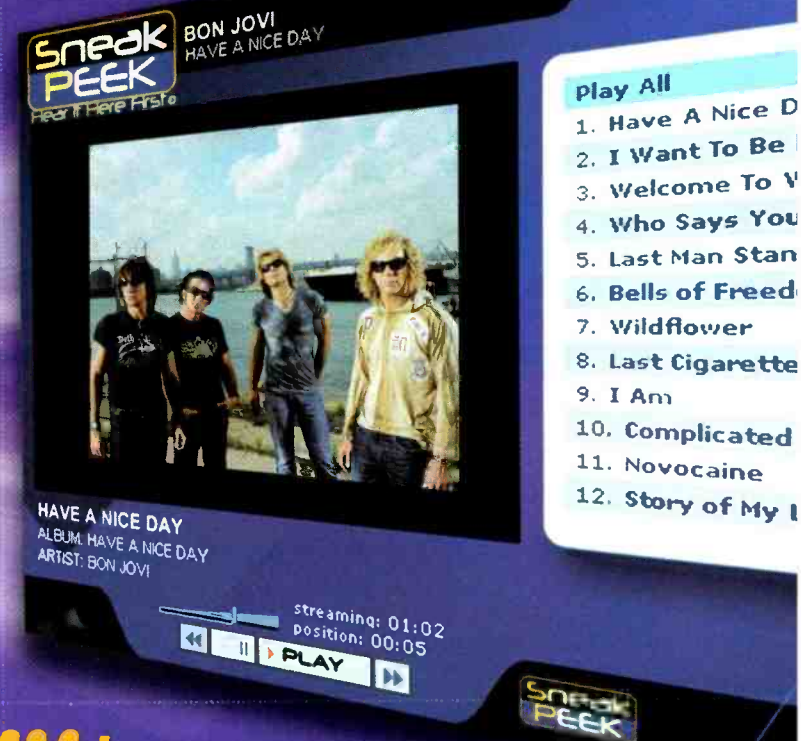 Sneak
PEEK
Hear It Here First
BON JOVI
HAVE A NICE DAY
Play All
1. Have A Nice D
2. I Want To Be
3. Welcome To W
4. Who Says You
5. Last Man Stan
6. Bells of Freed
7. Wildflower
8. Last Cigarette
9. I Am
10. Complicated
11. Novocaine
12. Story of My L
HAVE A NICE DAY
ALBUM: HAVE A NICE DAY
ARTIST: BON JOVI
streaming: 01:02
position: 00:05
PLAY
Sneak
PEEK